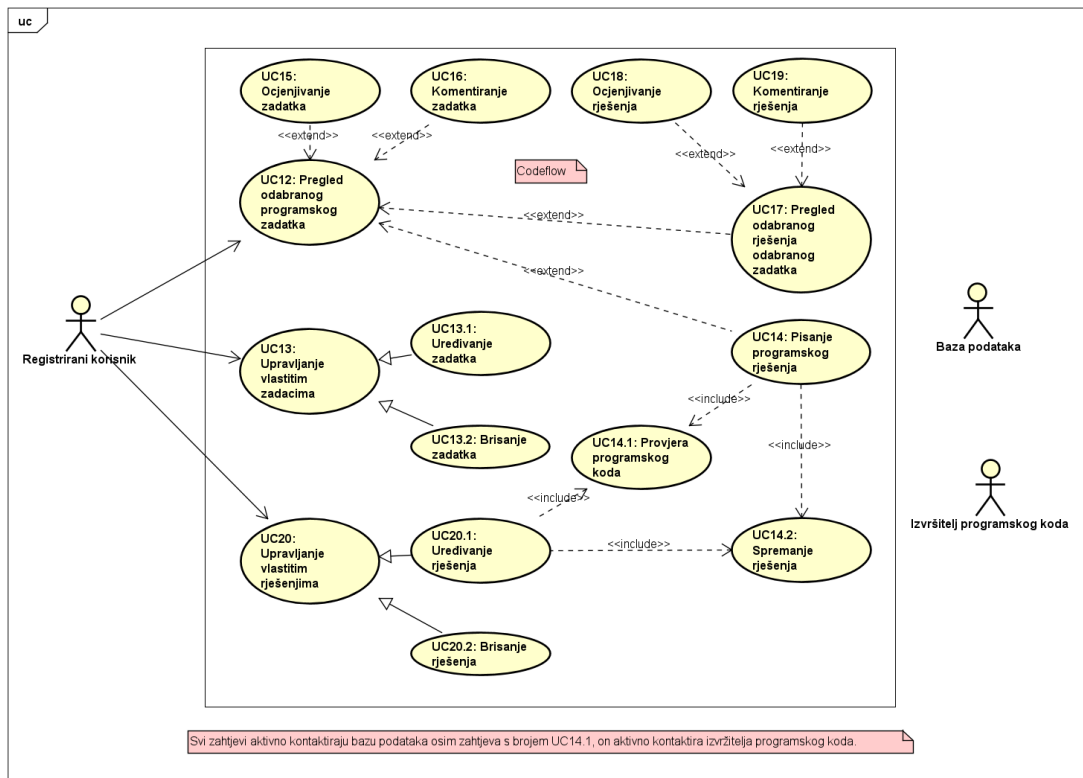 uc
UC15:
Ocjenjivanje
zadatka
UC16:
Komentiranje
zadatka
UC18:
Ocjenjivanje
rješenja
UC19:
Komentiranje
rješenja
<<extend>>
<<extend>>
<<extend>>
<<extend>>
UC12: Pregled
odabranog
programskog
zadatka
Codeflow
UC17: Pregled
odabranog
rješenja
odabranog
zadatka
<<extend>>
<<extend>>
Registrirani korisnik
UC13:
Upravljanje
vlastitim
zadacima
UC13.1:
Uređivanje
zadatka
UC14: Pisanje
programskog
rješenja
Baza podataka
<<include>>
UC13.2: Brisanje
zadatka
UC14.1: Provjera
programskog
koda
<<include>>
<<include>>
Izvršitelj programskog koda
UC20:
Upravljanje
vlastitim
rješenjima
UC20.1:
Uređivanje
rješenja
<<include>>
UC14.2:
Spremanje
rješenja
UC20.2: Brisanje
rješenja
Svi zahtjevi aktivno kontaktiraju bazu podataka osim zahtjeva s brojem UC14.1, on aktivno kontaktira izvržitelja programskog koda.